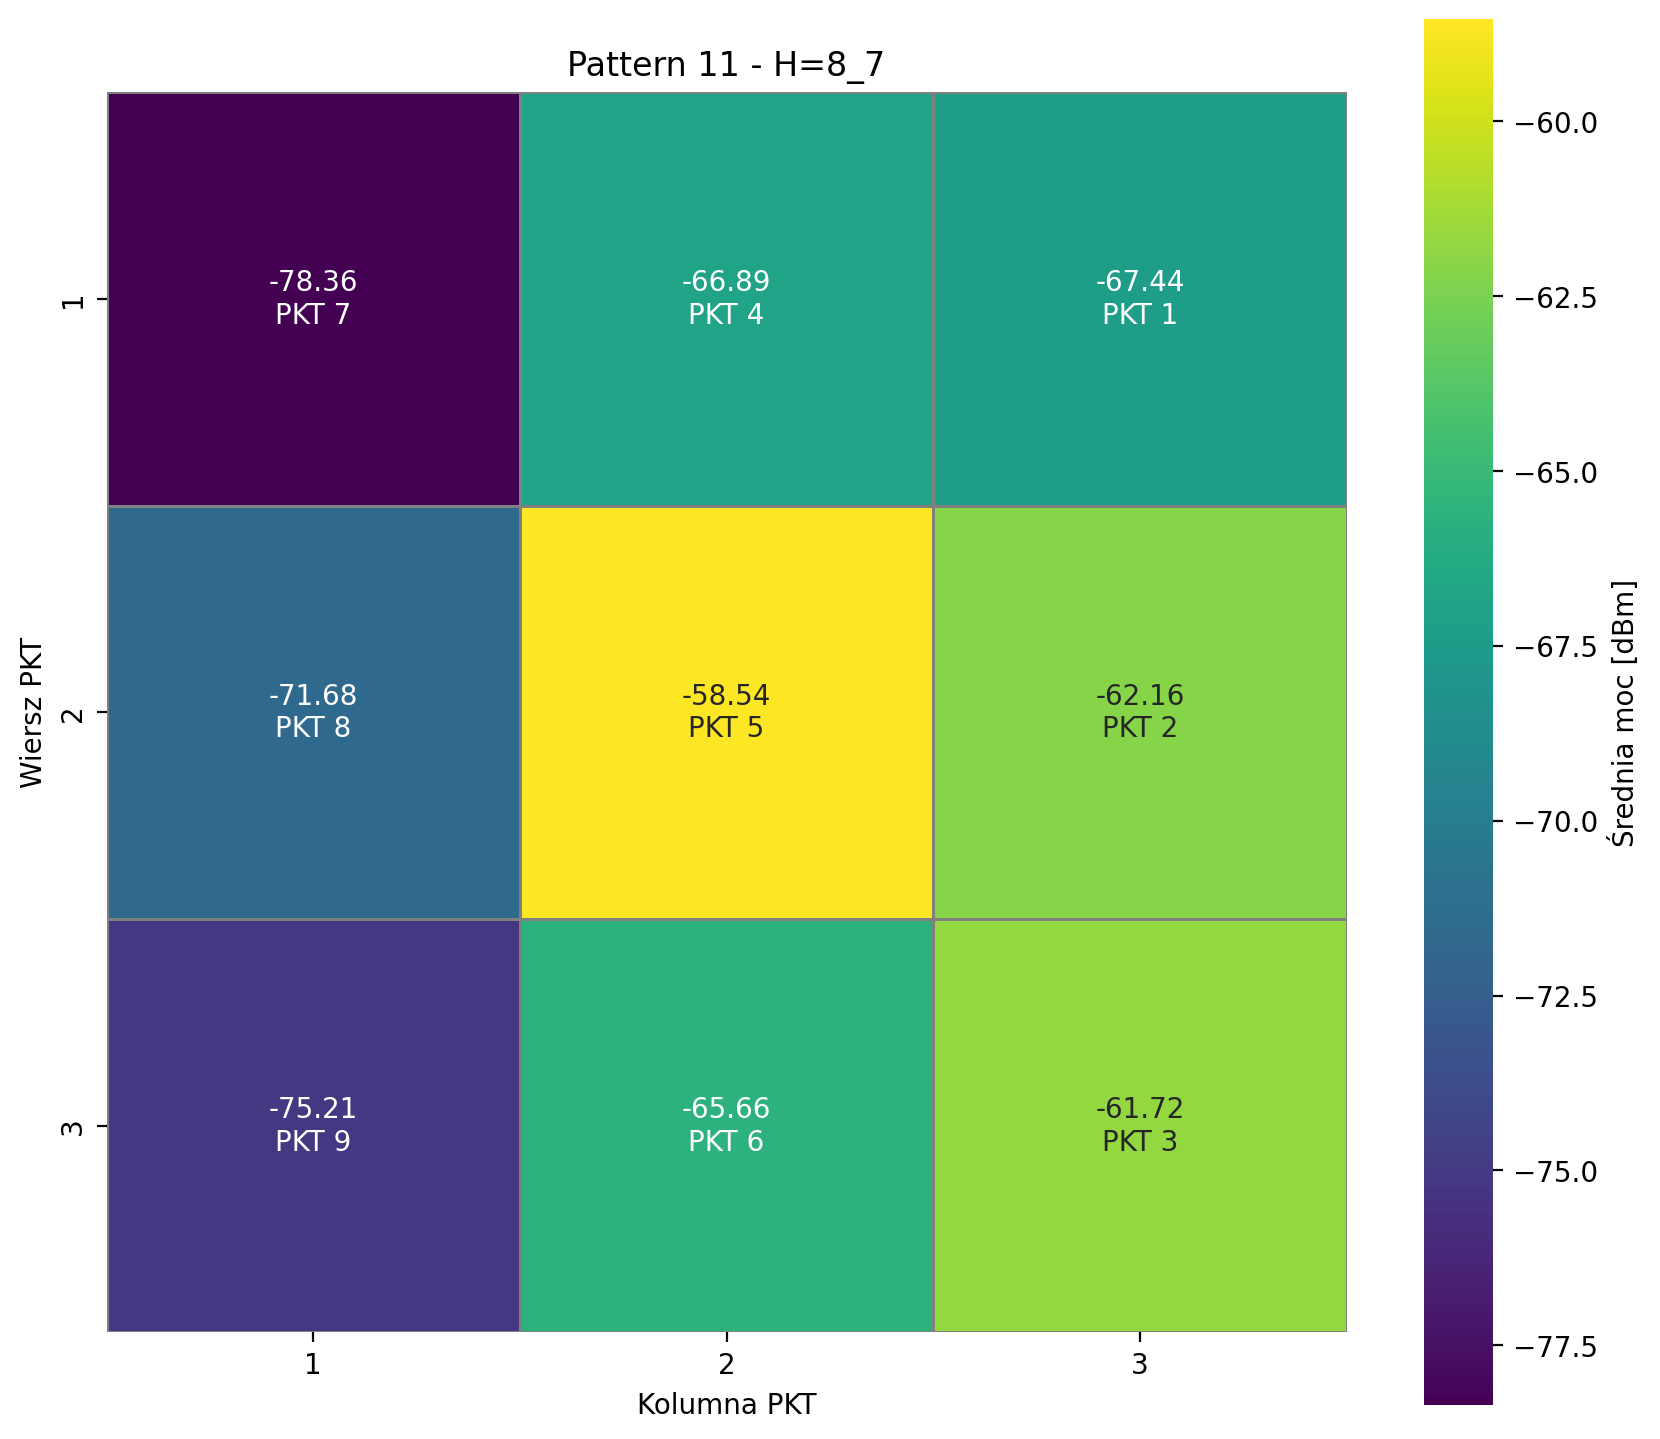 Pattern 11 - H=8_7
-78.36
PKT 7
-66.89
PKT 4
-67.44
PKT 1
-71.68
PKT 8
-58.54
PKT 5
-62.16
PKT 2
-75.21
PKT 9
-65.66
PKT 6
-61.72
PKT 3
1
2
3
Wiersz PKT
1
2
3
Kolumna PKT
−60.0
−62.5
−65.0
−67.5
−70.0
−72.5
−75.0
−77.5
Średnia moc [dBm]